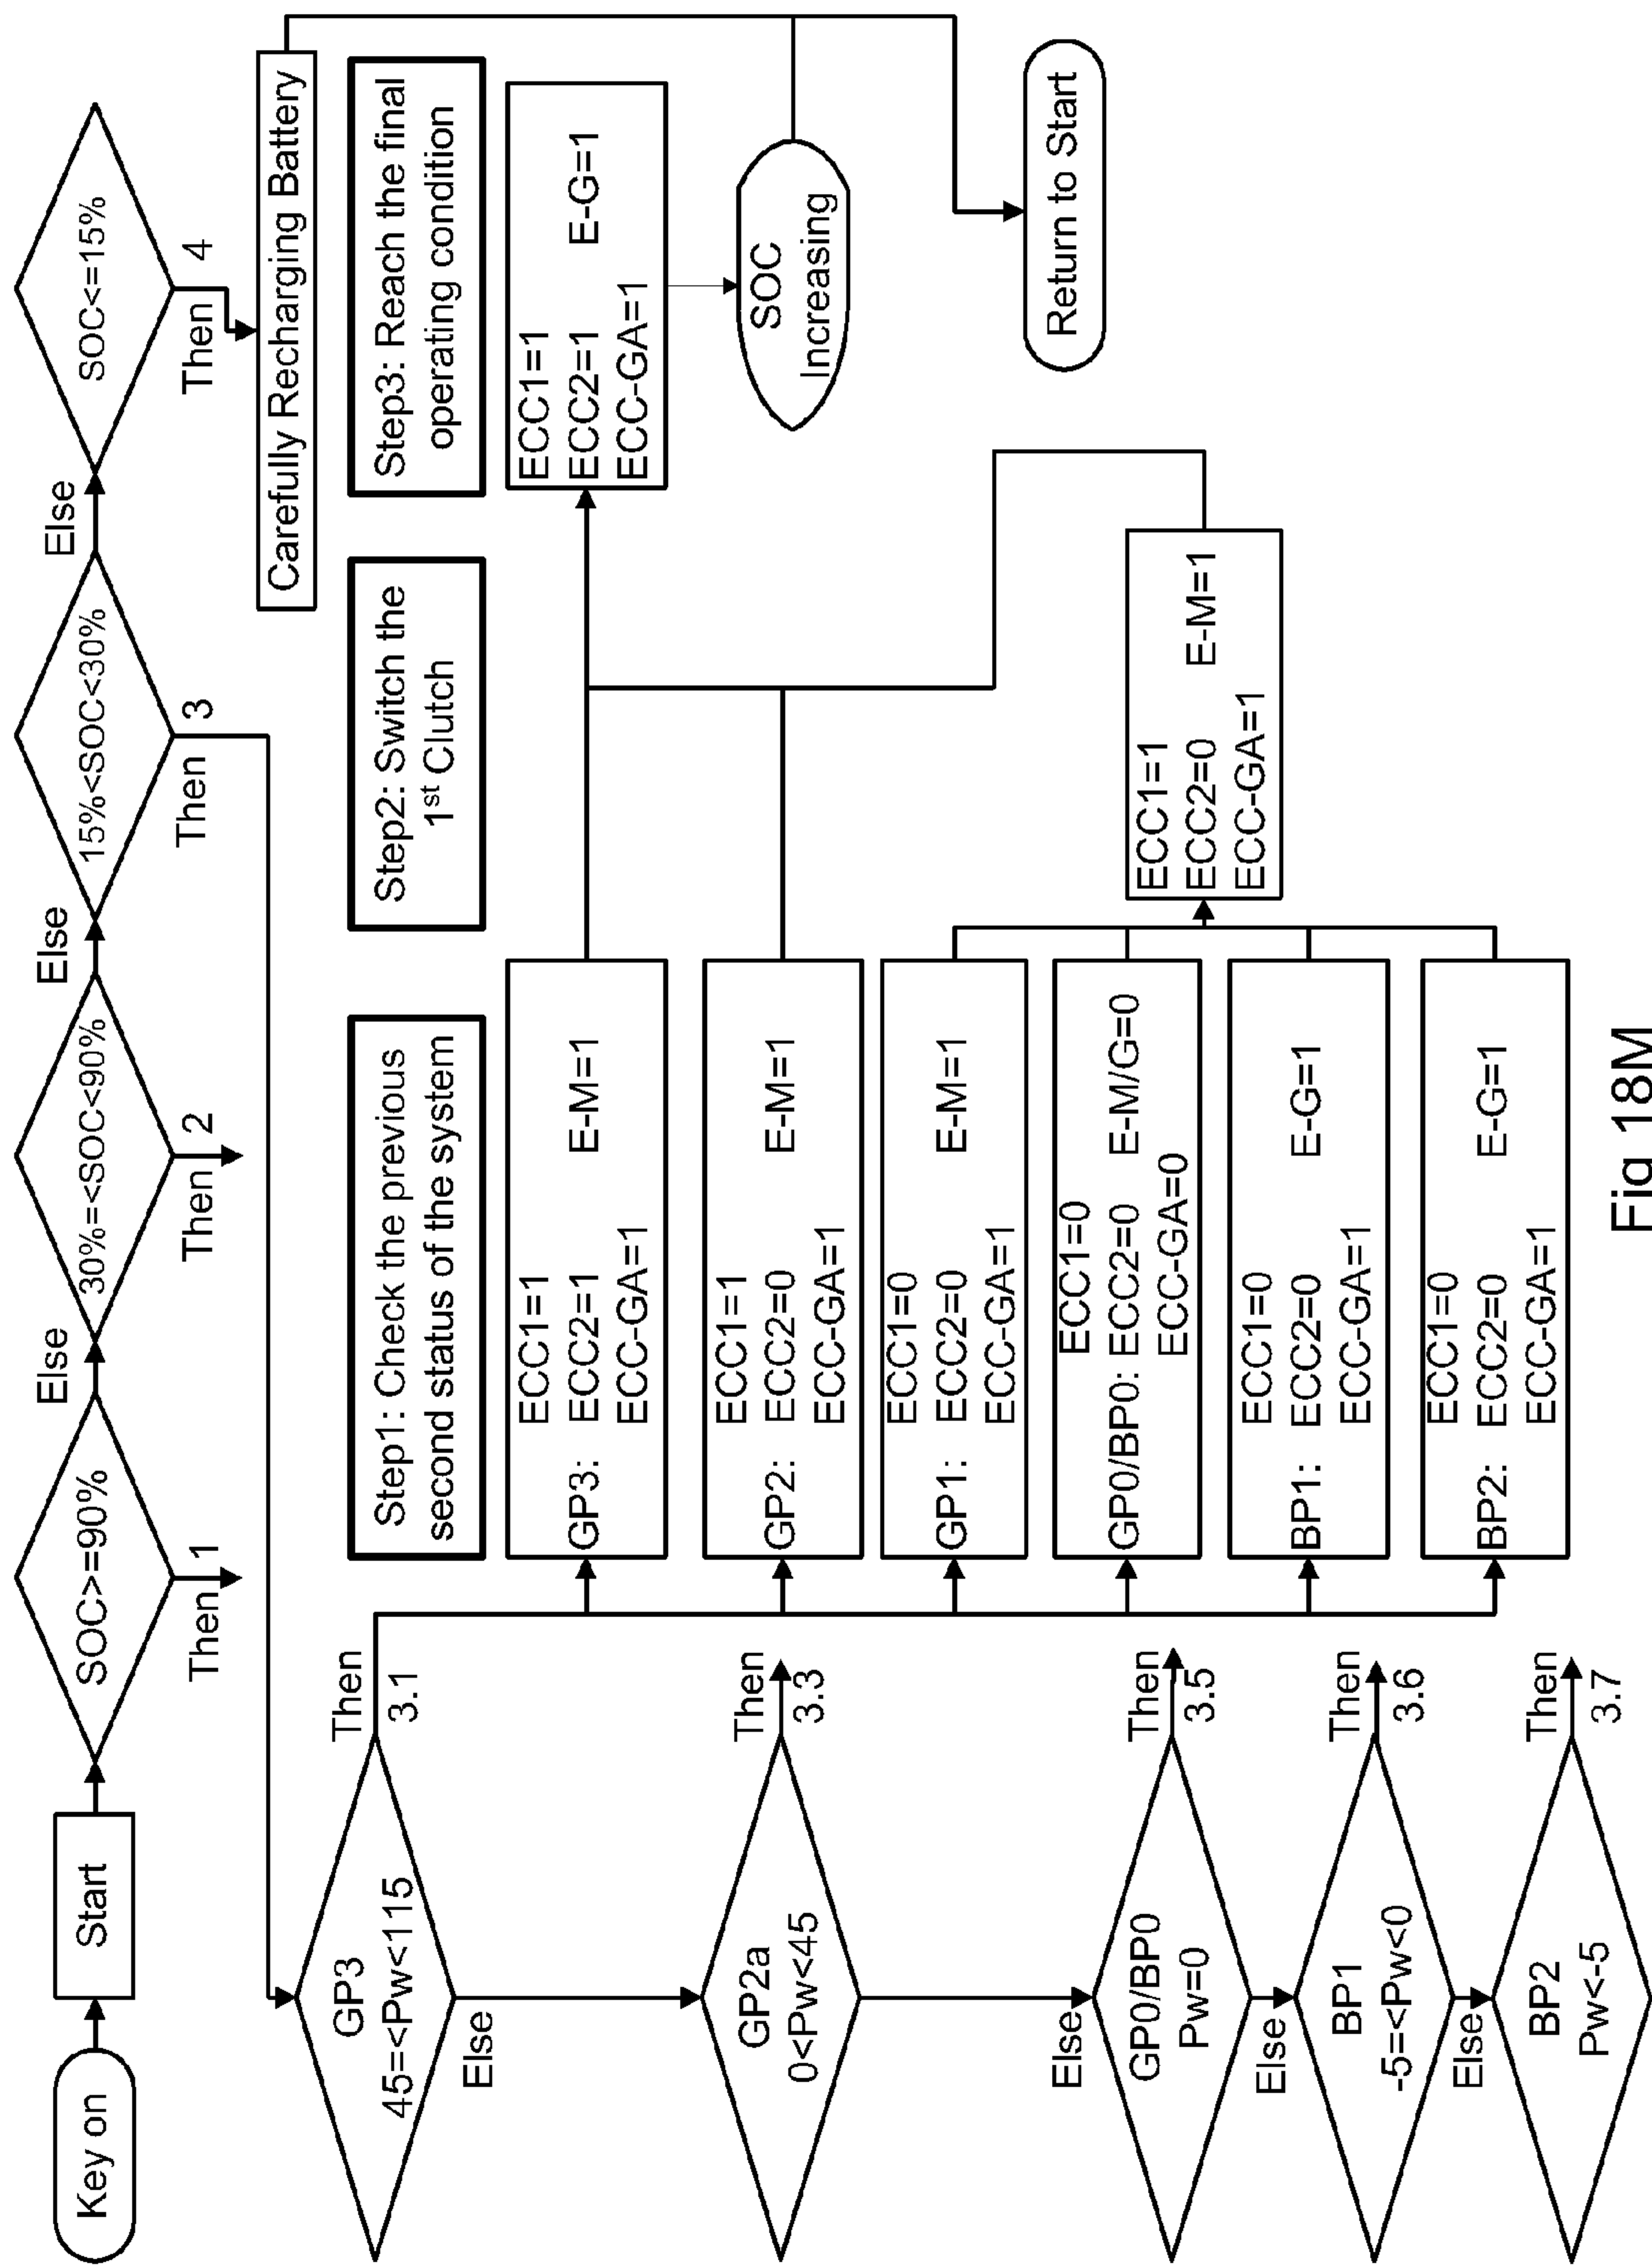 Key on
Start
SOC>=90%
Then 1
Else
30%=<SOC<90%
Then 2
Else
15%<SOC<30%
Then 3
Else
SOC<=15%
Then 4
Carefully Recharging Battery
Step1: Check the previous
second status of the system
Step2: Switch the
1st Clutch
Step3: Reach the final
operating condition
GP3
45=<Pw<115
Then
3.1
Else
GP2a
0<Pw<45
Then
3.3
Else
GP0/BP0
Pw=0
Then
3.5
Else
BP1
-5=<Pw<0
Then
3.6
Else
BP2
Pw<-5
Then
3.7
ECC1=1
GP3: ECC2=1 E-M=1
ECC-GA=1
ECC1=1
GP2: ECC2=0 E-M=1
ECC-GA=1
ECC1=0
GP1: ECC2=0 E-M=1
ECC-GA=1
ECC1=0
GP0/BP0: ECC2=0 E-M/G=0
ECC-GA=0
ECC1=0
BP1: ECC2=0 E-G=1
ECC-GA=1
ECC1=0
BP2: ECC2=0 E-G=1
ECC-GA=1
ECC1=1
ECC2=0 E-M=1
ECC-GA=1
ECC1=1
ECC2=1 E-G=1
ECC-GA=1
SOC
Increasing
Return to Start
Fig 18M